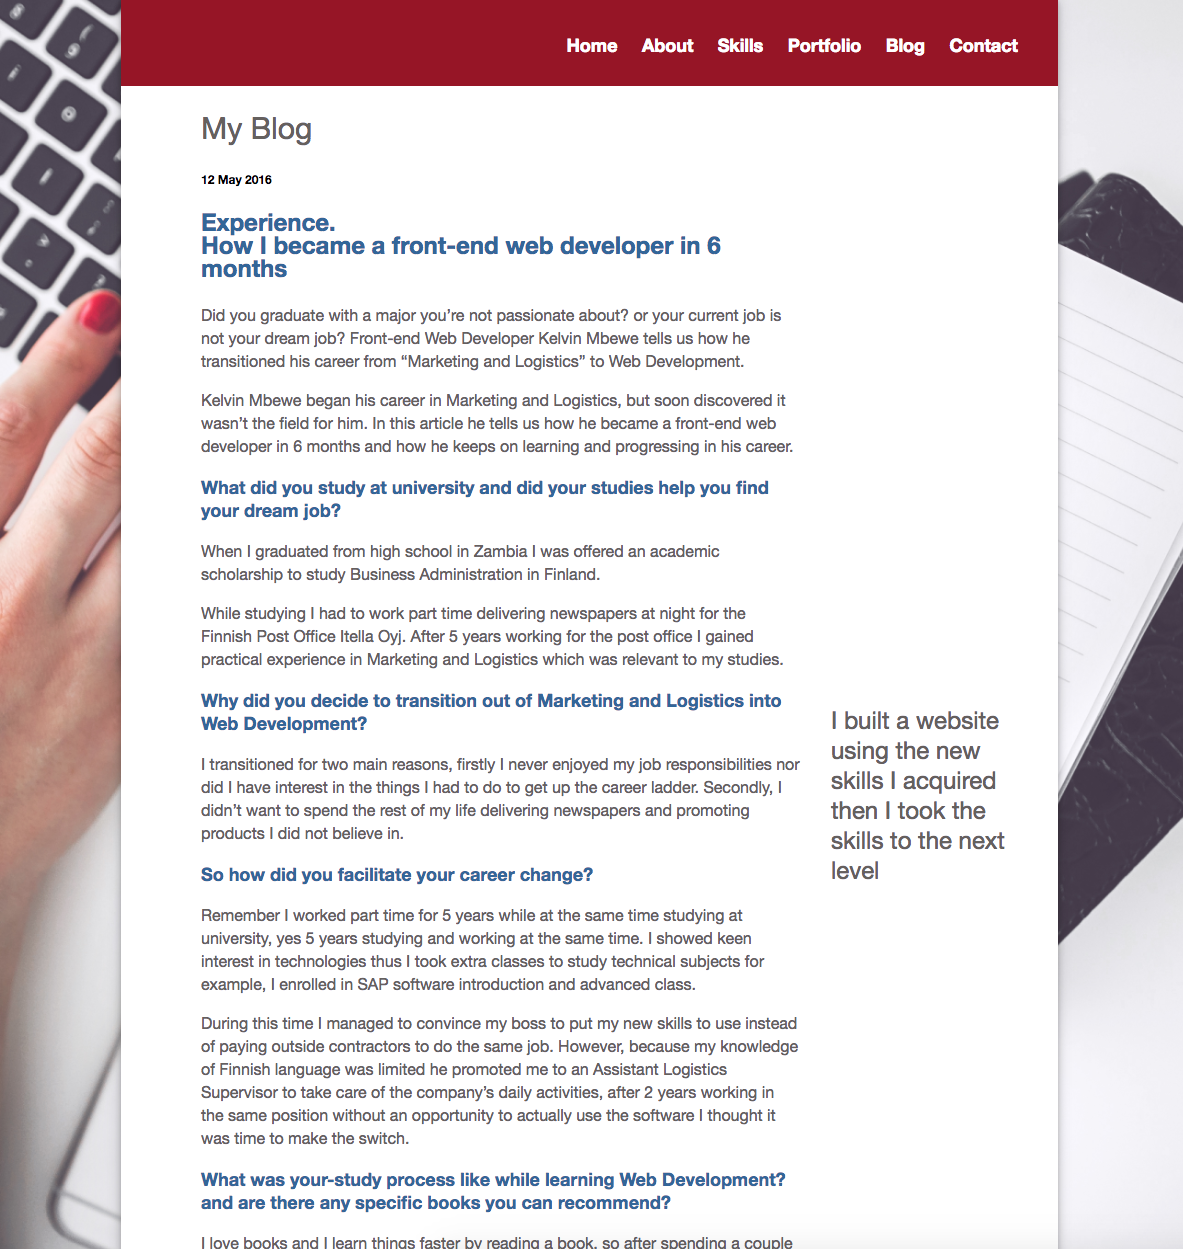 Home About Skills Portfolio Blog Contact
My Blog
12 May 2016
Experience.
How I became a front-end web developer in 6
months
Did you graduate with a major you’re not passionate about? or your current job is
not your dream job? Front-end Web Developer Kelvin Mbewe tells us how he
transitioned his career from “Marketing and Logistics” to Web Development.
Kelvin Mbewe began his career in Marketing and Logistics, but soon discovered it
wasn’t the field for him. In this article he tells us how he became a front-end web
developer in 6 months and how he keeps on learning and progressing in his career.
What did you study at university and did your studies help you find
your dream job?
When I graduated from high school in Zambia I was offered an academic
scholarship to study Business Administration in Finland.
While studying I had to work part time delivering newspapers at night for the
Finnish Post Office Itella Oyj. After 5 years working for the post office I gained
practical experience in Marketing and Logistics which was relevant to my studies.
Why did you decide to transition out of Marketing and Logistics into
Web Development?
I transitioned for two main reasons, firstly I never enjoyed my job responsibilities nor
did I have interest in the things I had to do to get up the career ladder. Secondly, I
didn’t want to spend the rest of my life delivering newspapers and promoting
products I did not believe in.
So how did you facilitate your career change?
Remember I worked part time for 5 years while at the same time studying at
university, yes 5 years studying and working at the same time. I showed keen
interest in technologies thus I took extra classes to study technical subjects for
example, I enrolled in SAP software introduction and advanced class.
During this time I managed to convince my boss to put my new skills to use instead
of paying outside contractors to do the same job. However, because my knowledge
of Finnish language was limited he promoted me to an Assistant Logistics
Supervisor to take care of the company’s daily activities, after 2 years working in
the same position without an opportunity to actually use the software I thought it
was time to make the switch.
What was your-study process like while learning Web Development?
and are there any specific books you can recommend?
I love books and I learn things faster by reading a book, so after spending a couple
I built a website
using the new
skills I acquired
then I took the
skills to the next
level